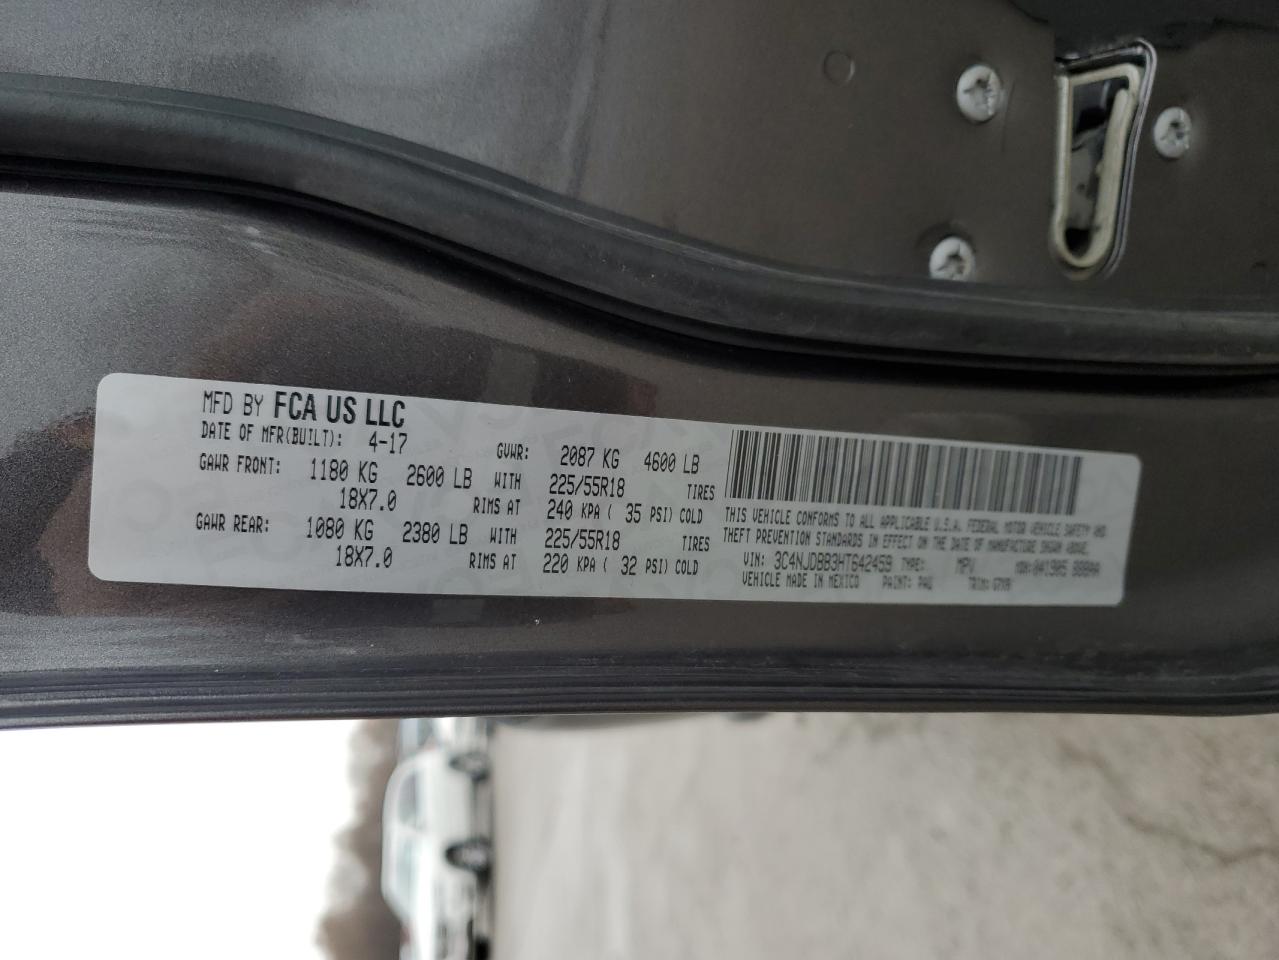 MFD BY FCA US LLC
DATE OF MFR(BUILT): 4-17 GVWR: 2087 KG 4600 LB
GAWR FRONT: 1180 KG 2600 LB WITH 225/55R18 TIRES
18X7.0 RIMS AT 240 KPA ( 35 PSI) COLD
GAWR REAR: 1080 KG 2380 LB WITH 225/55R18 TIRES
18X7.0 RIMS AT 220 KPA ( 32 PSI) COLD
THIS VEHICLE CONFORMS TO ALL APPLICABLE U.S.A. FEDERAL MOTOR VEHICLE SAFETY AND
THEFT PREVENTION STANDARDS IN EFFECT ON THE DATE OF MANUFACTURE SHOWN ABOVE.
VIN: 3C4NJDBB3HT642459 TYPE: MPV MDH:
VEHICLE MADE IN MEXICO PAINT: PAU TRIM: